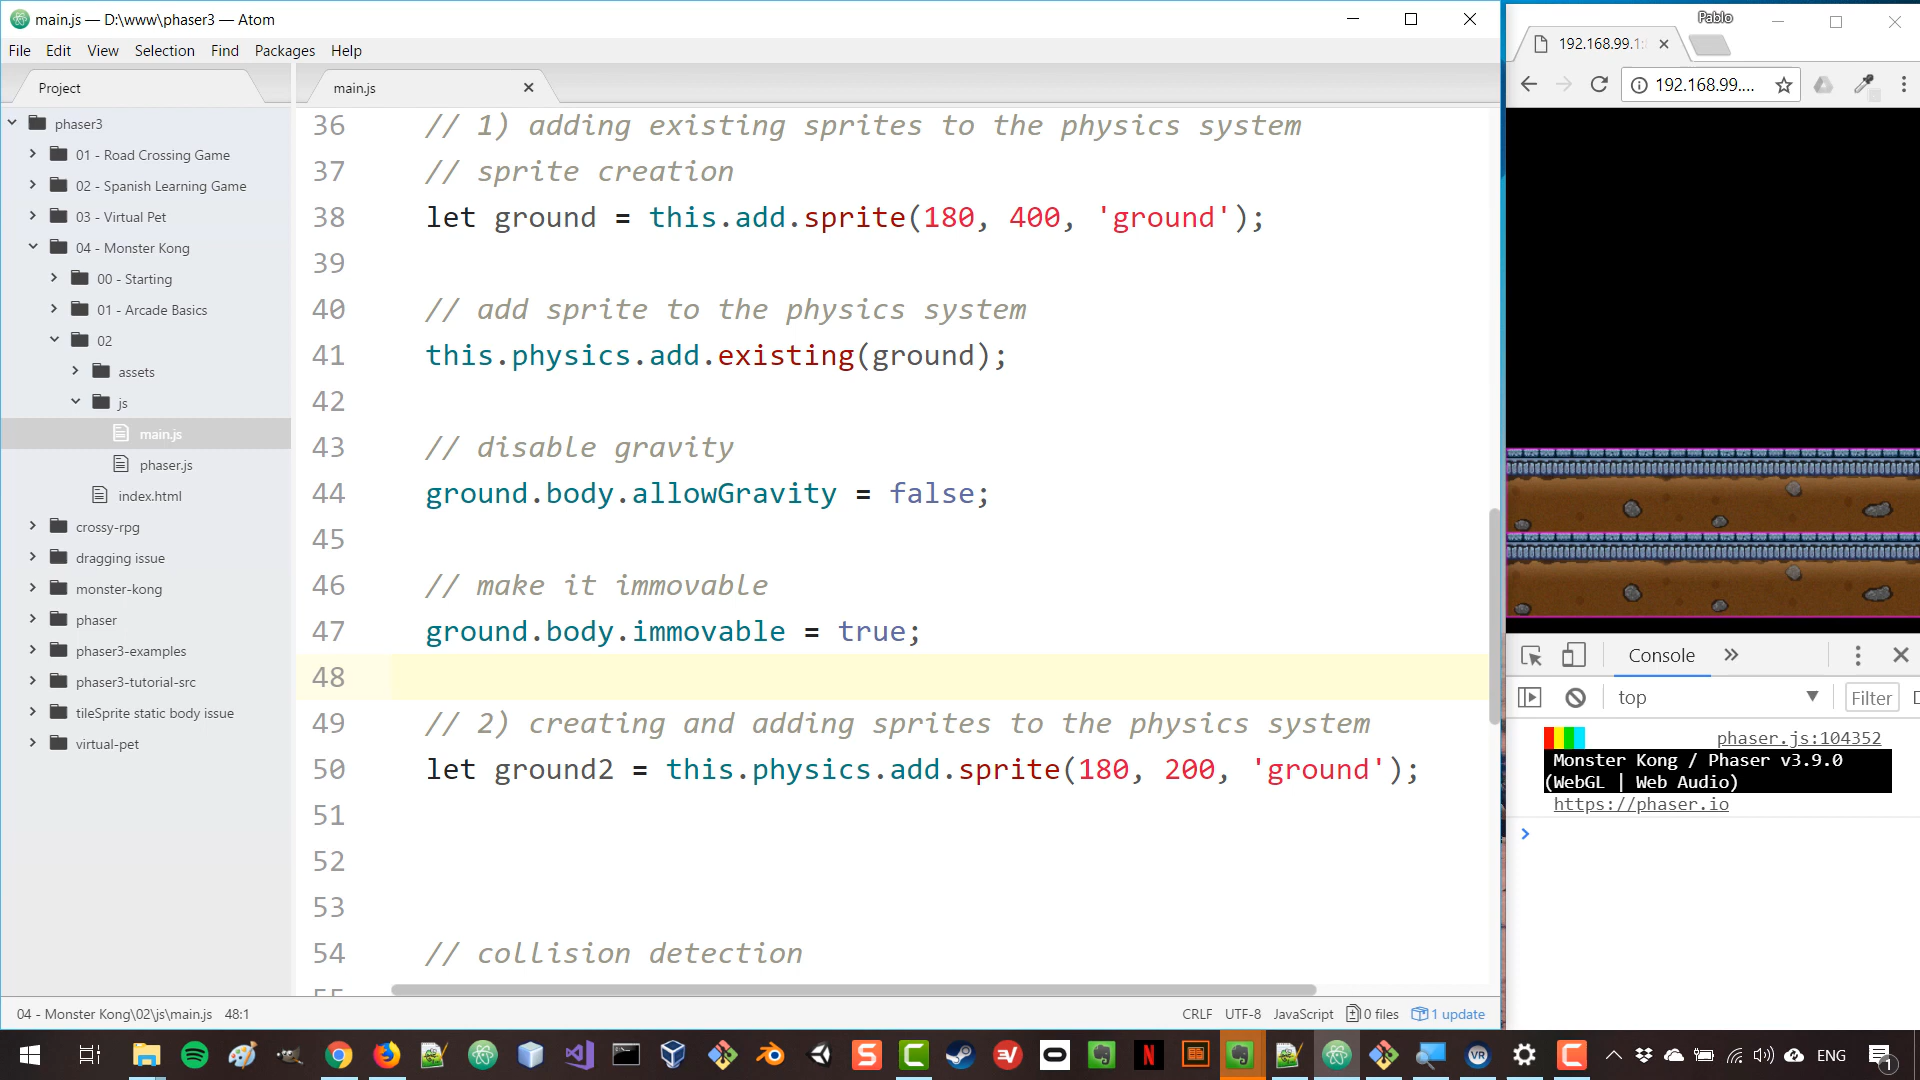 main.js — D:\www\phaser3 — Atom
File Edit View Selection Find Packages Help
Project
phaser3
01 - Road Crossing Game
02 - Spanish Learning Game
03 - Virtual Pet
04 - Monster Kong
00 - Starting
01 - Arcade Basics
02
assets
js
main.js
phaser.js
index.html
crossy-rpg
dragging issue
monster-kong
phaser
phaser3-examples
phaser3-tutorial-src
tileSprite static body issue
virtual-pet
main.js
36 // 1) adding existing sprites to the physics system
37 // sprite creation
38 let ground = this.add.sprite(180, 400, 'ground');
39
40 // add sprite to the physics system
41 this.physics.add.existing(ground);
42
43 // disable gravity
44 ground.body.allowGravity = false;
45
46 // make it immovable
47 ground.body.immovable = true;
48
49 // 2) creating and adding sprites to the physics system
50 let ground2 = this.physics.add.sprite(180, 200, 'ground');
51
52
53
54 // collision detection
04 - Monster Kong\02\js\main.js 48:1
CRLF UTF-8 JavaScript 0 files 1 update
Pablo
192.168.99.1
192.168.99....
Console
top
Filter
phaser.js:104352
Monster Kong / Phaser v3.9.0
(WebGL | Web Audio)
https://phaser.io
ENG
1